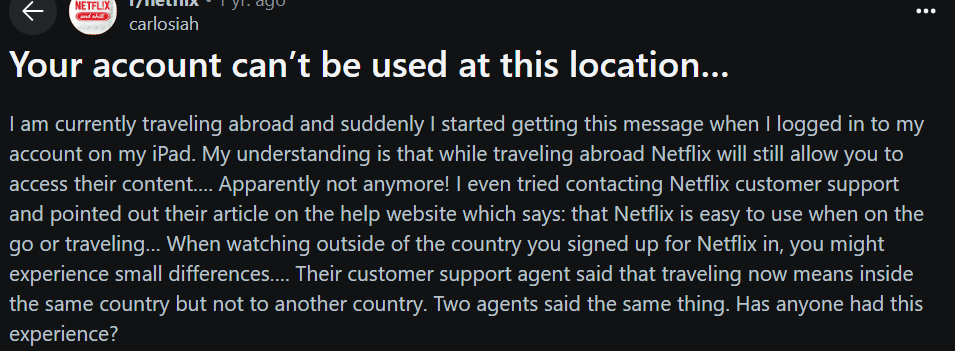 r/netflix • 1 yr. ago
NETFLIX
and chill
carlosiah
Your account can’t be used at this location...
I am currently traveling abroad and suddenly I started getting this message when I logged in to my
account on my iPad. My understanding is that while traveling abroad Netflix will still allow you to
access their content.... Apparently not anymore! I even tried contacting Netflix customer support
and pointed out their article on the help website which says: that Netflix is easy to use when on the
go or traveling... When watching outside of the country you signed up for Netflix in, you might
experience small differences.... Their customer support agent said that traveling now means inside
the same country but not to another country. Two agents said the same thing. Has anyone had this
experience?